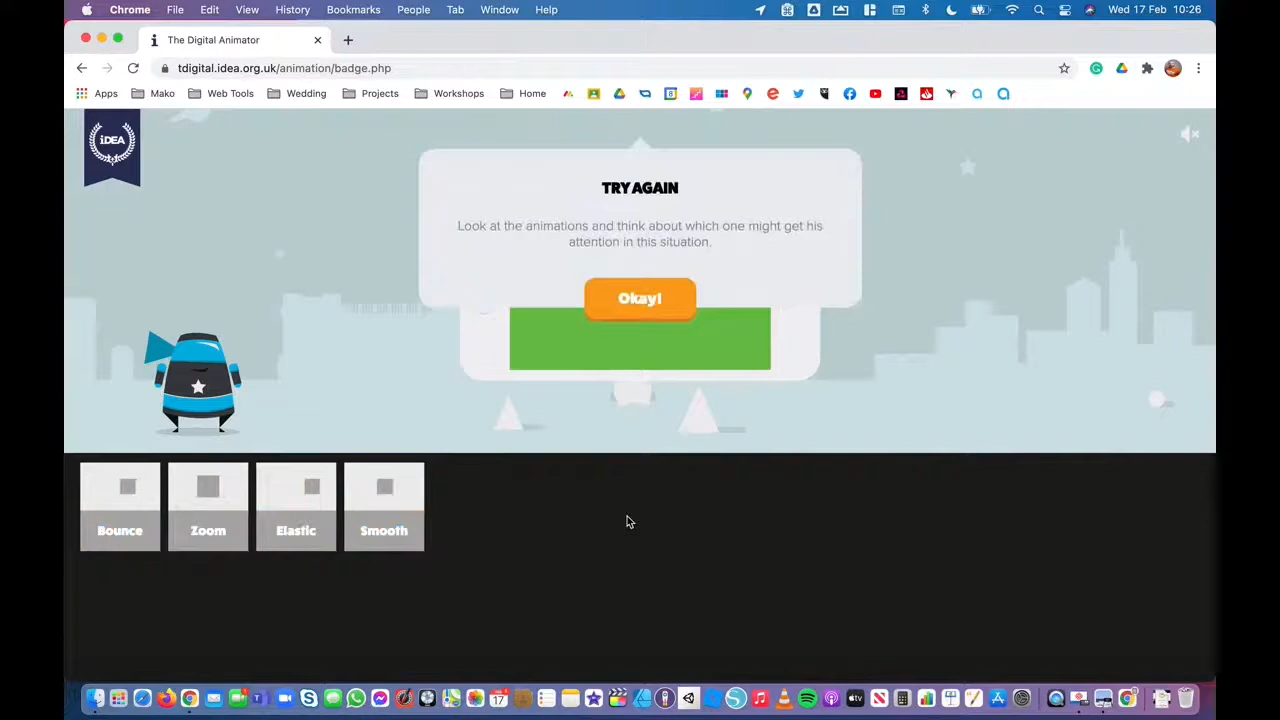 Chrome File Edit View History Bookmarks People Tab Window Help Wed 17 Feb 10:26
The Digital Animator
tdigital.idea.org.uk/animation/badge.php
Apps Mako Web Tools Wedding Projects Workshops Home
iDEA
TRY AGAIN
Look at the animations and think about which one might get his
attention in this situation.
Okay!
Bounce Zoom Elastic Smooth